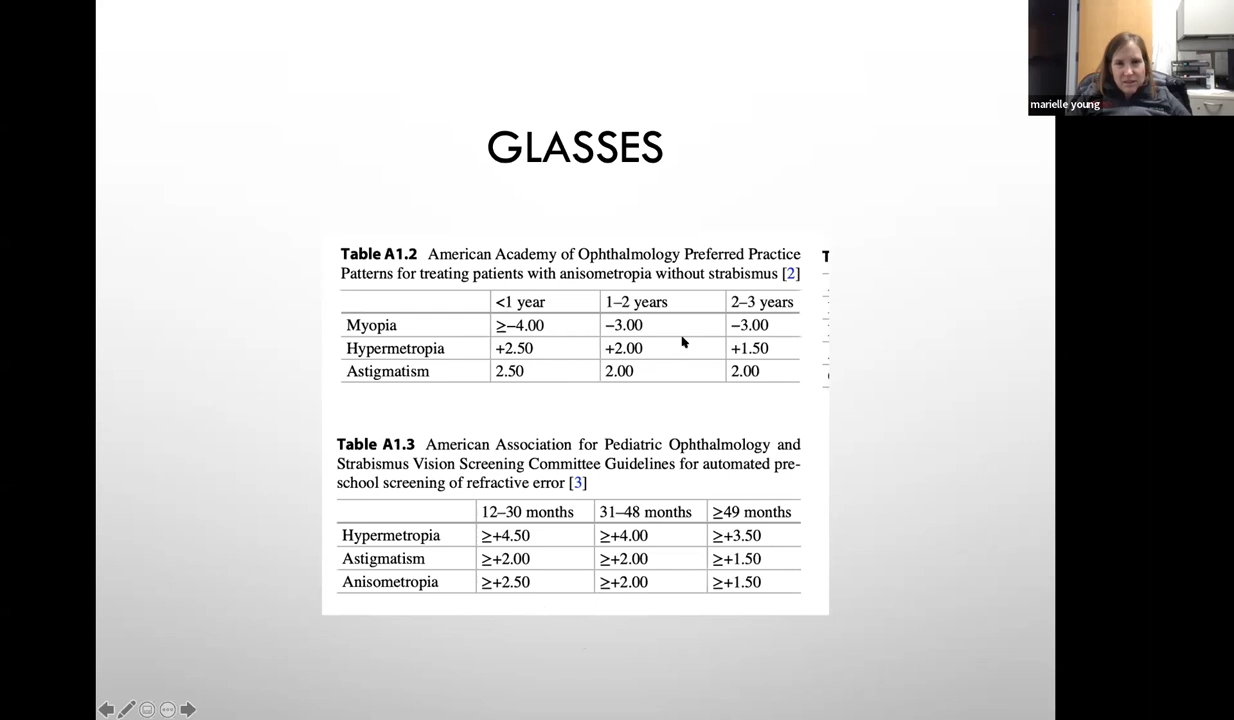 marielle young
GLASSES
Table A1.2 American Academy of Ophthalmology Preferred Practice
Patterns for treating patients with anisometropia without strabismus [2]
<1 year 1–2 years 2–3 years
Myopia ≥−4.00 −3.00 −3.00
Hypermetropia +2.50 +2.00 +1.50
Astigmatism 2.50 2.00 2.00
T
Table A1.3 American Association for Pediatric Ophthalmology and
Strabismus Vision Screening Committee Guidelines for automated pre-
school screening of refractive error [3]
12–30 months 31–48 months ≥49 months
Hypermetropia ≥+4.50 ≥+4.00 ≥+3.50
Astigmatism ≥+2.00 ≥+2.00 ≥+1.50
Anisometropia ≥+2.50 ≥+2.00 ≥+1.50